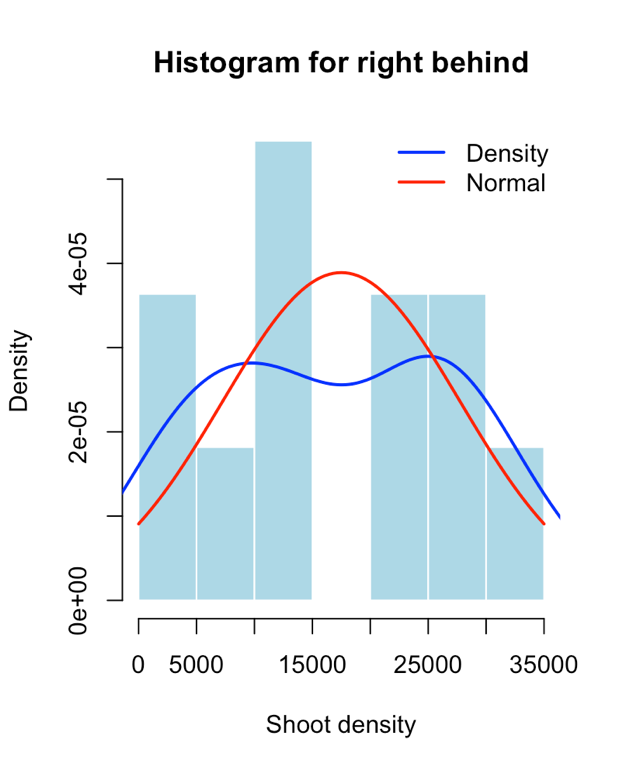 Histogram for right behind
Density
Normal
Density
4e-05
2e-05
0e+00
0 5000 15000 25000 35000
Shoot density